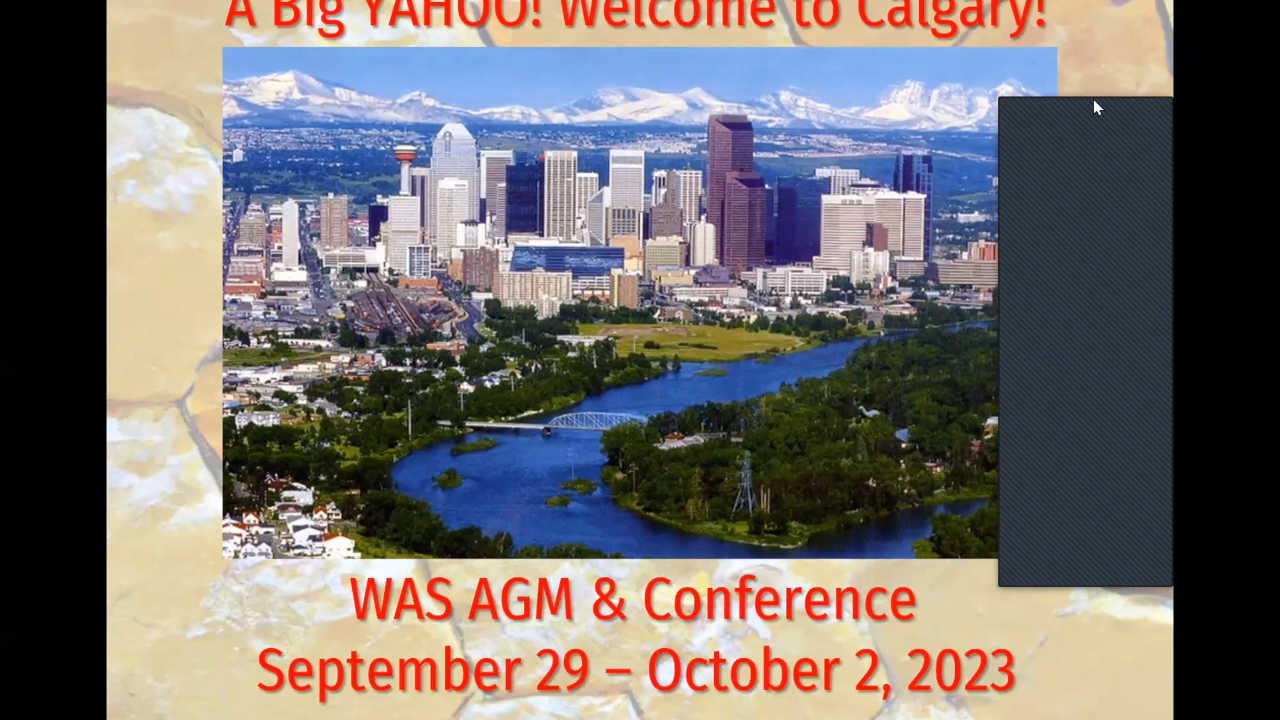 A Big YAHOO! Welcome to Calgary!
WAS AGM & Conference
September 29 – October 2, 2023